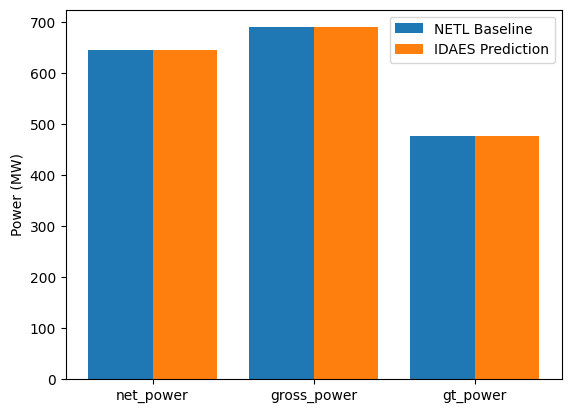 NETL Baseline
IDAES Prediction
Power (MW)
700
600
500
400
300
200
100
0
net_power
gross_power
gt_power